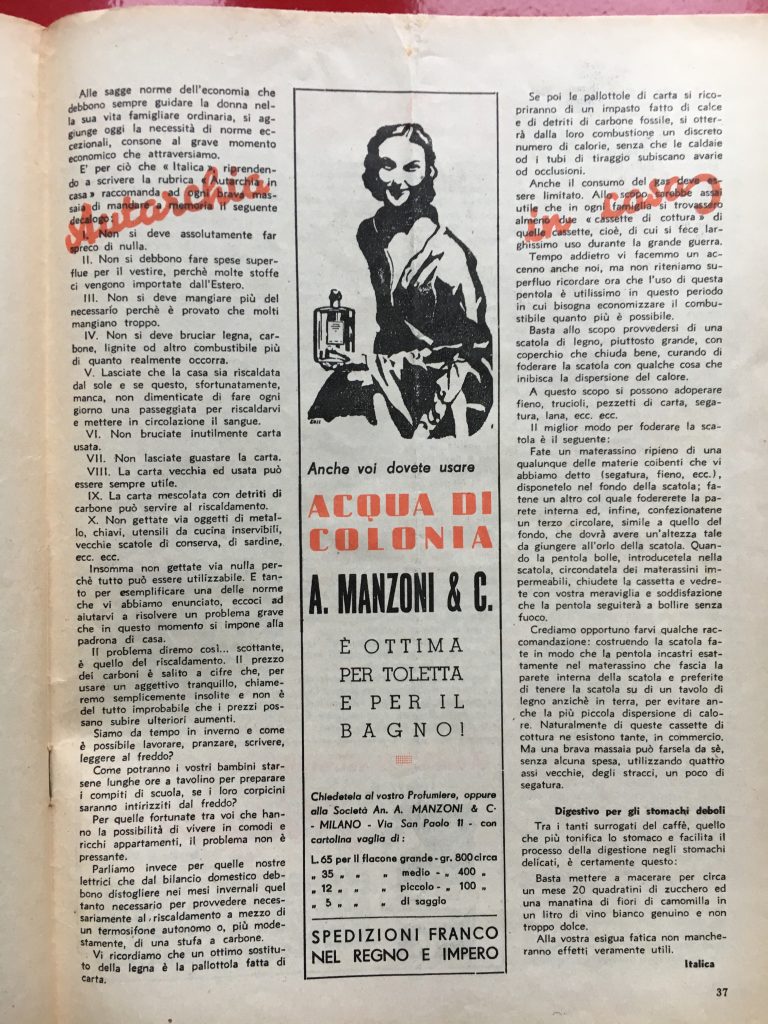 Autarchia
in casa
Alle sagge norme dell'economia che
debbono sempre guidare la donna nel-
la sua vita famigliare ordinaria, si ag-
giunge oggi la necessità di norme ec-
cezionali, consone al grave momento
economico che attraversiamo.
E' per ciò che « Italica » riprenden-
do a scrivere la rubrica « Autarchia in
casa » raccomanda ad ogni brava mas-
saia di mandare a memoria il seguente
decalogo:
I. Non si deve assolutamente far
spreco di nulla.
II. Non si debbono fare spese super-
flue per il vestire, perchè molte stoffe
ci vengono importate dall'Estero.
III. Non si deve mangiare più del
necessario perchè è provato che molti
mangiano troppo.
IV. Non si deve bruciar legna, car-
bone, lignite od altro combustibile più
di quanto realmente occorra.
V. Lasciate che la casa sia riscaldata
dal sole e se questo, sfortunatamente,
manca, non dimenticate di fare ogni
giorno una passeggiata per riscaldarvi
e mettere in circolazione il sangue.
VI. Non bruciate inutilmente carta
usata.
VII. Non lasciate guastare la carta.
VIII. La carta vecchia ed usata può
essere sempre utile.
IX. La carta mescolata con detriti di
carbone può servire al riscaldamento.
X. Non gettate via oggetti di metal-
lo, chiavi, utensili da cucina inservibili,
vecchie scatole di conserva, di sardine,
ecc. ecc.
Insomma non gettate via nulla per-
chè tutto può essere utilizzabile. E tan-
to per esemplificare una delle norme
che vi abbiamo enunciato, eccoci ad
aiutarvi a risolvere un problema grave
che in questo momento si impone alla
padrona di casa.
Il problema diremo così... scottante,
è quello del riscaldamento. Il prezzo
dei carboni è salito a cifre che, per
usare un aggettivo tranquillo, chiame-
remo semplicemente insolite e non è
del tutto improbabile che i prezzi pos-
sano subire ulteriori aumenti.
Siamo da tempo in inverno e come
è possibile lavorare, pranzare, scrivere,
leggere al freddo?
Come potranno i vostri bambini star-
sene lunghe ore a tavolino per preparare
i compiti di scuola, se i loro corpicini
saranno intirizziti dal freddo?
Per quelle fortunate tra voi che han-
no la possibilità di vivere in comodi e
ricchi appartamenti, il problema non è
pressante.
Parliamo invece per quelle nostre
lettrici che dal bilancio domestico deb-
bono distogliere nei mesi invernali quel
tanto necessario per provvedere neces-
sariamente al riscaldamento a mezzo di
un termosifone autonomo o, più mode-
stamente, di una stufa a carbone.
Vi ricordiamo che un ottimo sostitu-
to della legna è la pallottola fatta di
carta.
Anche voi dovete usare
ACQUA DI
COLONIA
A. MANZONI & C.
È OTTIMA
PER TOLETTA
E PER IL
BAGNO!
Chiedetela al vostro Profumiere, oppure
alla Società An. A. MANZONI & C-
- MILANO - Via San Paolo 11 - con
cartolina vaglia di :
L. 65 per il flacone grande - gr. 800 circa
„ 35 „ „ medio - „ 400 „
„ 12 „ „ piccolo - „ 100 „
„ 5 „ „ di saggio
SPEDIZIONI FRANCO
NEL REGNO E IMPERO
Se poi le pallottole di carta si rico-
priranno di un impasto fatto di calce
e di detriti di carbone fossile, si otter-
rà dalla loro combustione un discreto
numero di calorie, senza che le caldaie
od i tubi di tiraggio subiscano avarie
od occlusioni.
Anche il consumo del gas deve es-
sere limitato. Allo scopo sarebbe assai
utile che in ogni famiglia si trovassero
almeno due « cassette di cottura » di
quelle cassette, cioè, di cui si fece lar-
ghissimo uso durante la grande guerra.
Tempo addietro vi facemmo un ac-
cenno anche noi, ma non riteniamo su-
perfluo ricordare ora che l'uso di questa
pentola è utilissimo in questo periodo
in cui bisogna economizzare il combu-
stibile quanto più è possibile.
Basta allo scopo provvedersi di una
scatola di legno, piuttosto grande, con
coperchio che chiuda bene, curando di
foderare la scatola con qualche cosa che
inibisca la dispersione del calore.
A questo scopo si possono adoperare
fieno, trucioli, pezzetti di carta, sega-
tura, lana, ecc. ecc.
Il miglior modo per foderare la sca-
tola è il seguente:
Fate un materassino ripieno di una
qualunque delle materie coibenti che vi
abbiamo detto (segatura, fieno, ecc.),
disponetelo nel fondo della scatola; fa-
tene un altro col quale fodererete la pa-
rete interna ed, infine, confezionatene
un terzo circolare, simile a quello del
fondo, che dovrà avere un'altezza tale
da giungere all'orlo della scatola. Quan-
do la pentola bolle, introducetela nella
scatola, circondatela dei materassini im-
permeabili, chiudete la cassetta e vedre-
te con vostra meraviglia e soddisfazione
che la pentola seguiterà a bollire senza
fuoco.
Crediamo opportuno farvi qualche rac-
comandazione: costruendo la scatola fa-
te in modo che la pentola incastri esat-
tamente nel materassino che fascia la
parete interna della scatola e preferite
di tenere la scatola su di un tavolo di
legno anzichè in terra, per evitare an-
che la più piccola dispersione di calo-
re. Naturalmente di queste cassette di
cottura ne esistono tante, in commercio.
Ma una brava massaia può farsela da sè,
senza alcuna spesa, utilizzando quattro
assi vecchie, degli stracci, un poco di
segatura.
Digestivo per gli stomachi deboli
Tra i tanti surrogati del caffè, quello
che più tonifica lo stomaco e facilita il
processo della digestione negli stomachi
delicati, è certamente questo:
Basta mettere a macerare per circa
un mese 20 quadratini di zucchero ed
una manatina di fiori di camomilla in
un litro di vino bianco genuino e non
troppo dolce.
Alla vostra esigua fatica non manche-
ranno effetti veramente utili.
Italica
37